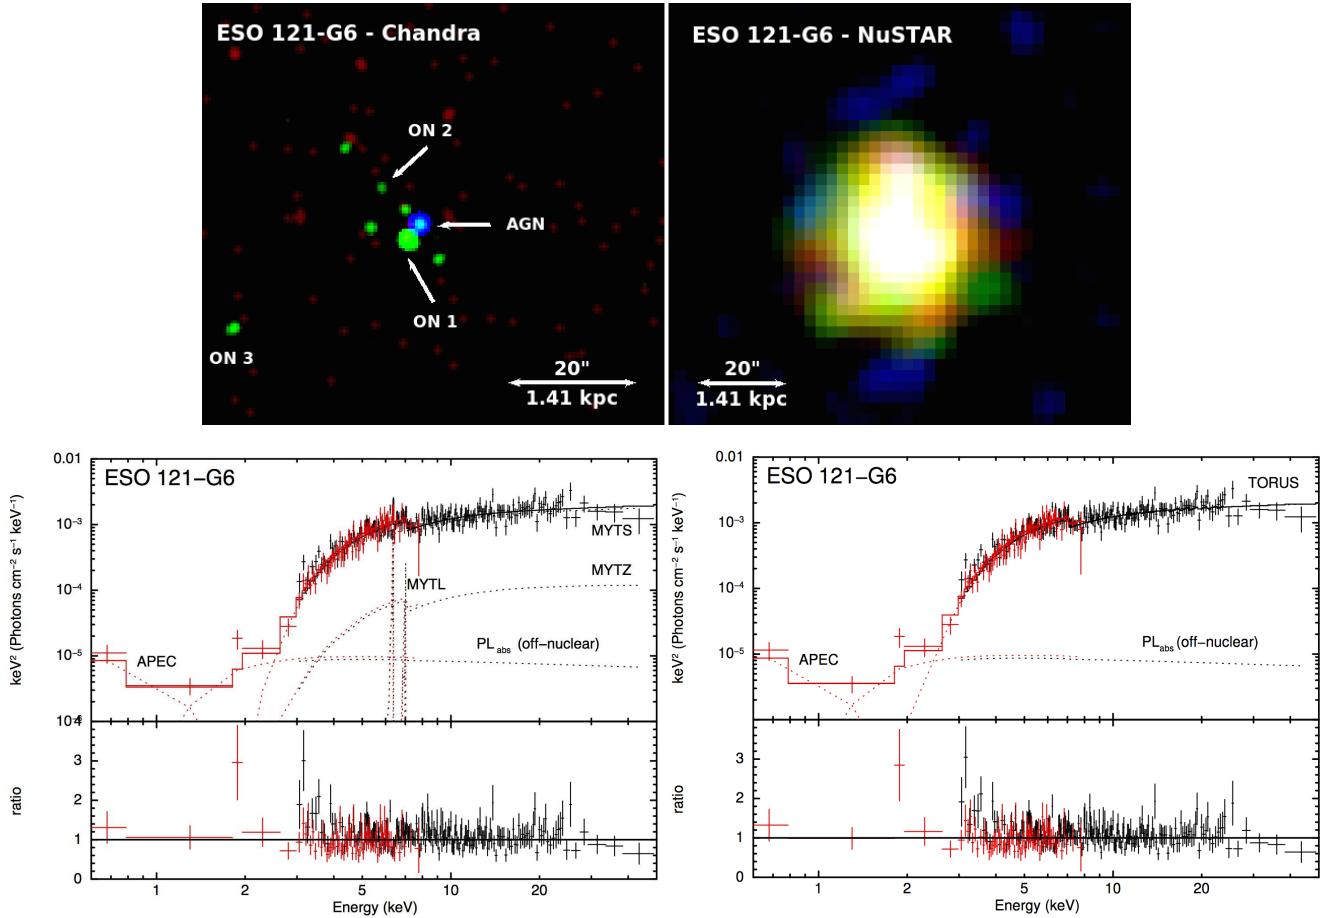 ESO 121-G6 - Chandra
ON 2
AGN
ON 1
ON 3
20"
1.41 kpc
ESO 121-G6 - NuSTAR
20"
1.41 kpc
ESO 121–G6
keV² (Photons cm⁻² s⁻¹ keV⁻¹)
0.01
10⁻³
10⁻⁴
10⁻⁵
MYTS
MYTZ
MYTL
PLabs (off−nuclear)
APEC
ratio
3
2
1
0
1 2 5 10 20
Energy (keV)
ESO 121–G6
keV² (Photons cm⁻² s⁻¹ keV⁻¹)
0.01
10⁻³
10⁻⁴
10⁻⁵
TORUS
PLabs (off−nuclear)
APEC
ratio
3
2
1
0
1 2 5 10 20
Energy (keV)